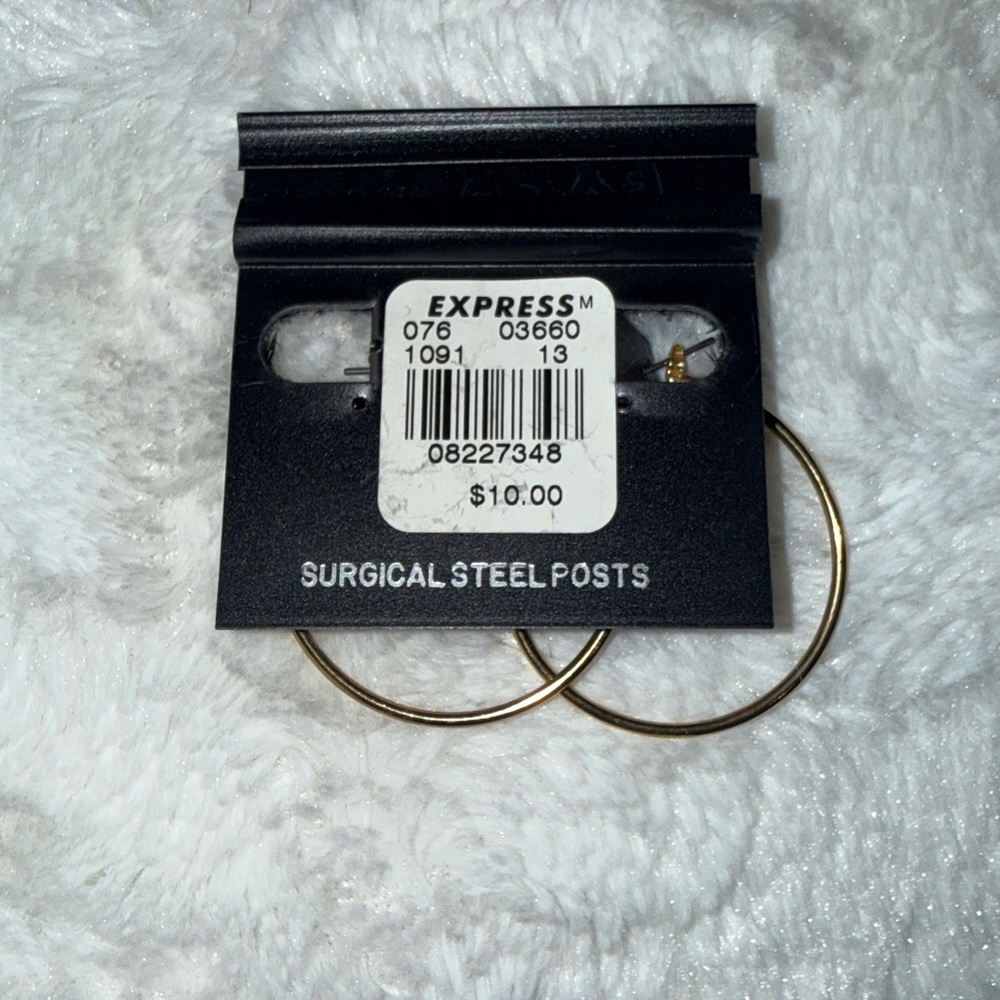 EXPRESS M
076 03660
1091 13
08227348
$10.00
SURGICAL STEEL POSTS